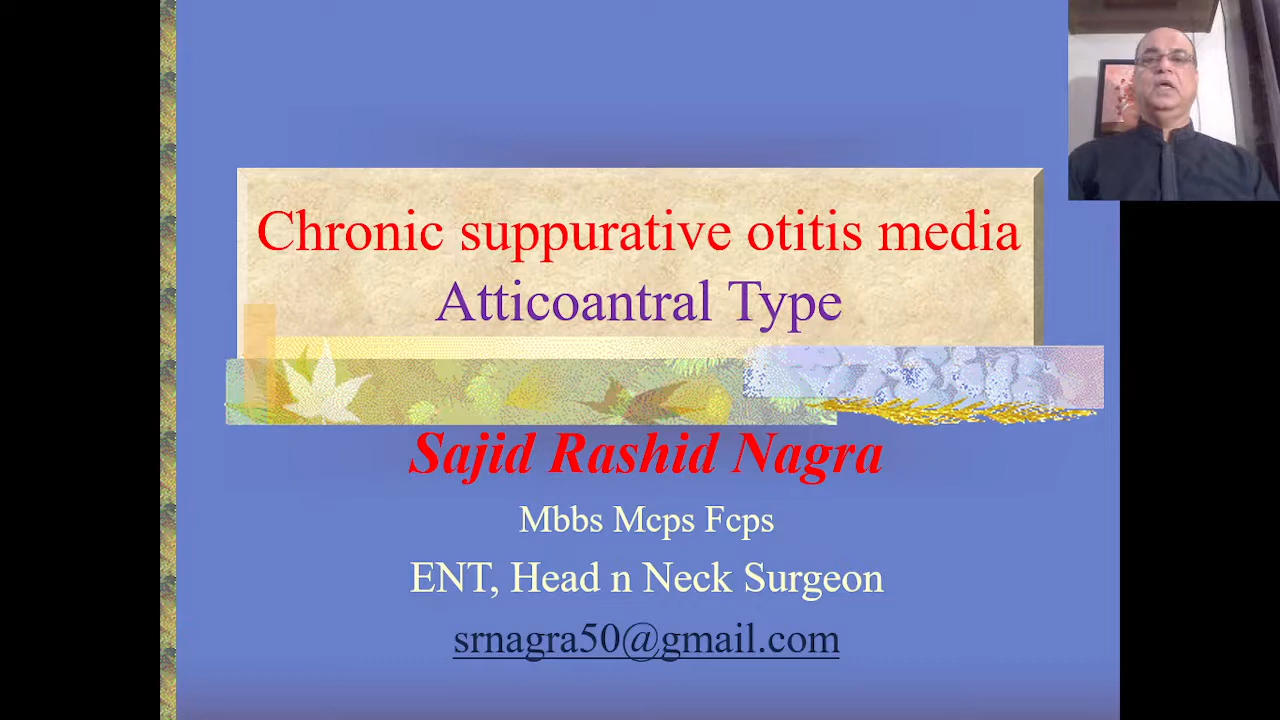 Chronic suppurative otitis media
Atticoantral Type
Sajid Rashid Nagra
Mbbs Mcps Fcps
ENT, Head n Neck Surgeon
srnagra50@gmail.com